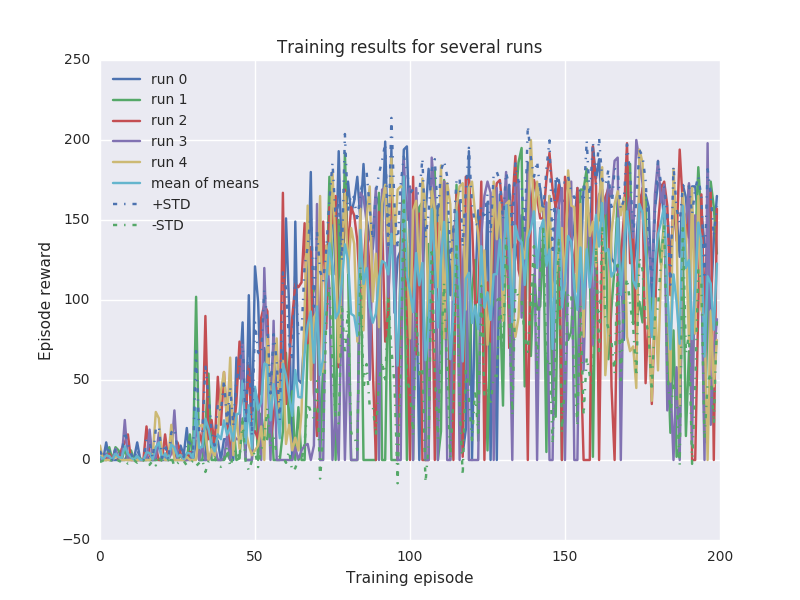 Training results for several runs
250
200
150
100
50
0
−50
run 0
run 1
run 2
run 3
run 4
mean of means
+STD
-STD
Episode reward
0
50
100
150
200
Training episode